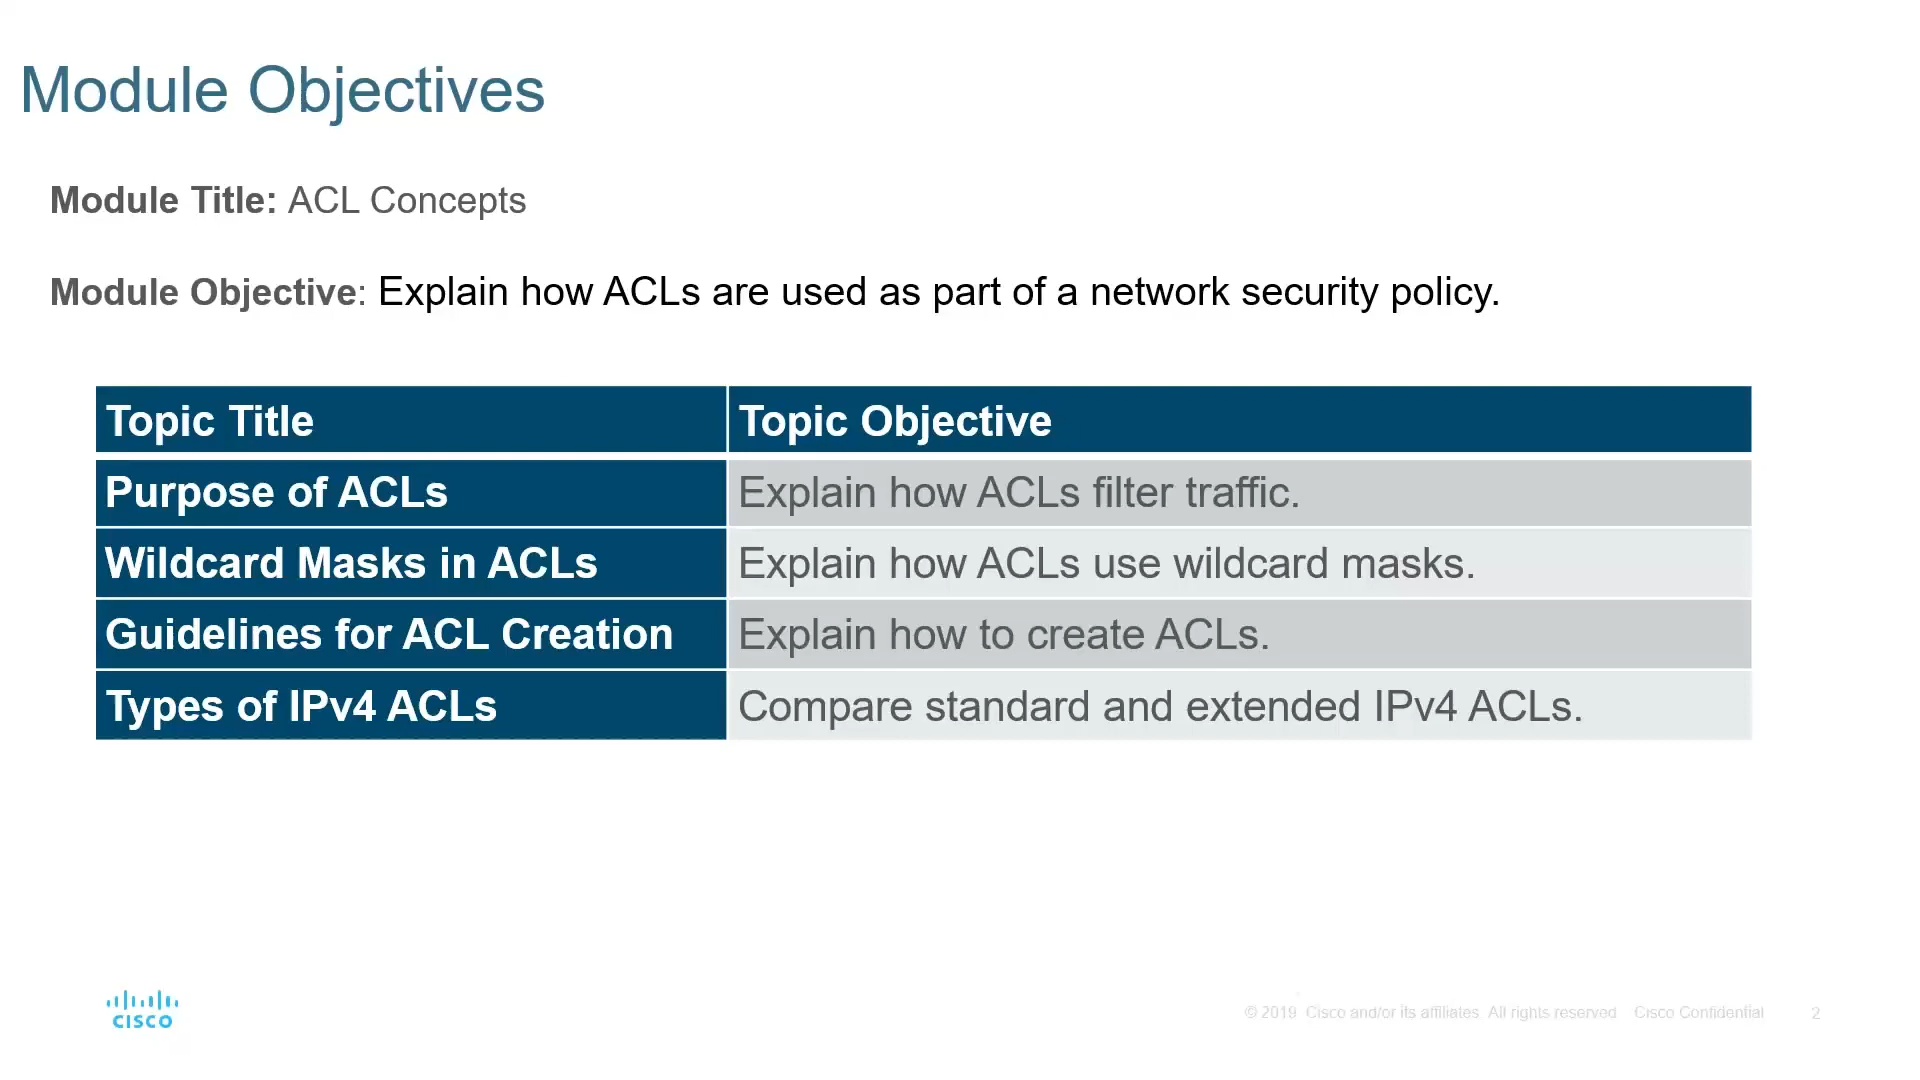 Module Objectives
Module Title: ACL Concepts
Module Objective: Explain how ACLs are used as part of a network security policy.
Topic Title Topic Objective
Purpose of ACLs Explain how ACLs filter traffic.
Wildcard Masks in ACLs Explain how ACLs use wildcard masks.
Guidelines for ACL Creation Explain how to create ACLs.
Types of IPv4 ACLs Compare standard and extended IPv4 ACLs.
CISCO
© 2019 Cisco and/or its affiliates All rights reserved Cisco Confidential 2